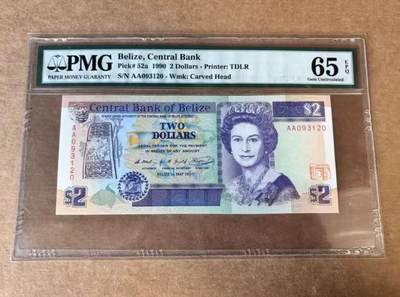 PMG
PAPER MONEY GUARANTY
Belize, Central Bank
Pick# 52a 1990 2 Dollars - Printer: TDLR
S/N AA093120 - Wmk: Carved Head
65 EPQ
Gem Uncirculated
Central Bank of Belize
$2
TWO
DOLLARS
AA093120
AA093120
$2
$2